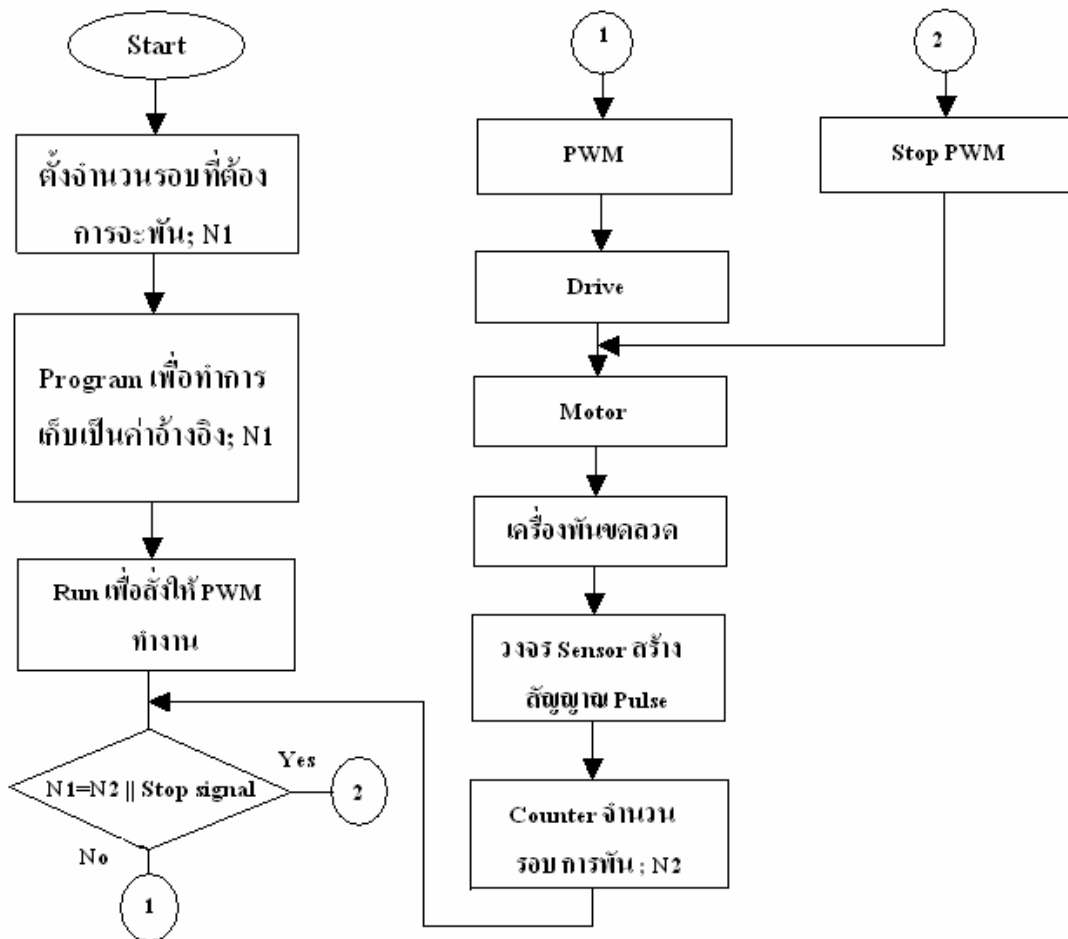 Start
ตั้งจำนวนรอบที่ต้อง
การจะพัน; N1
Program เพื่อทำการ
เก็บเป็นค่าอ้างอิง; N1
Run เพื่อสั่งให้ PWM
ทำงาน
N1=N2 || Stop signal
Yes
2
No
1
1
PWM
Drive
Motor
เครื่องพันขดลวด
วงจร Sensor สร้าง
สัญญาณ Pulse
Counter จำนวน
รอบ การพัน ; N2
2
Stop PWM